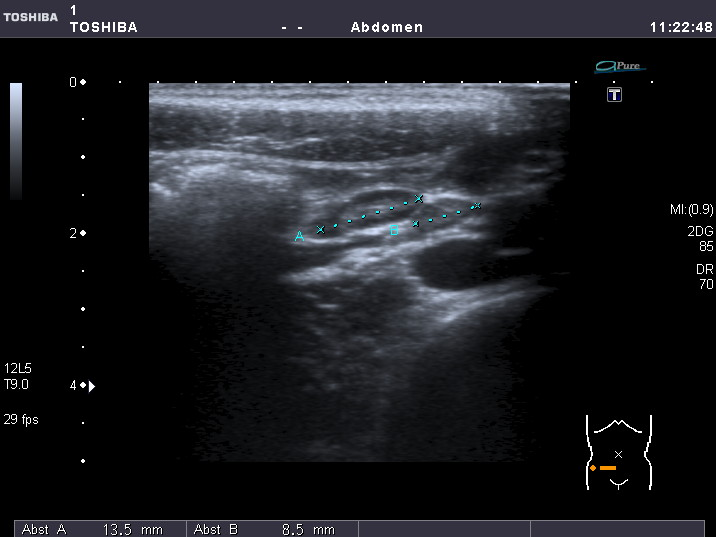 TOSHIBA
1
TOSHIBA - - Abdomen 11:22:48
Pure
T
0
2
4
A
B
MI:(0.9)
2DG
85
DR
70
12L5
T9.0
29 fps
Abst A 13.5 mm Abst B 8.5 mm